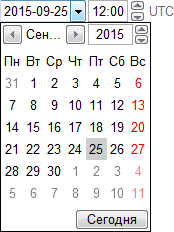 2015-09-25 12:00 UTC
Сен... 2015
Пн Вт Ср Чт Пт Сб Вс
31 1 2 3 4 5 6
7 8 9 10 11 12 13
14 15 16 17 18 19 20
21 22 23 24 25 26 27
28 29 30 1 2 3 4
5 6 7 8 9 10 11
Сегодня